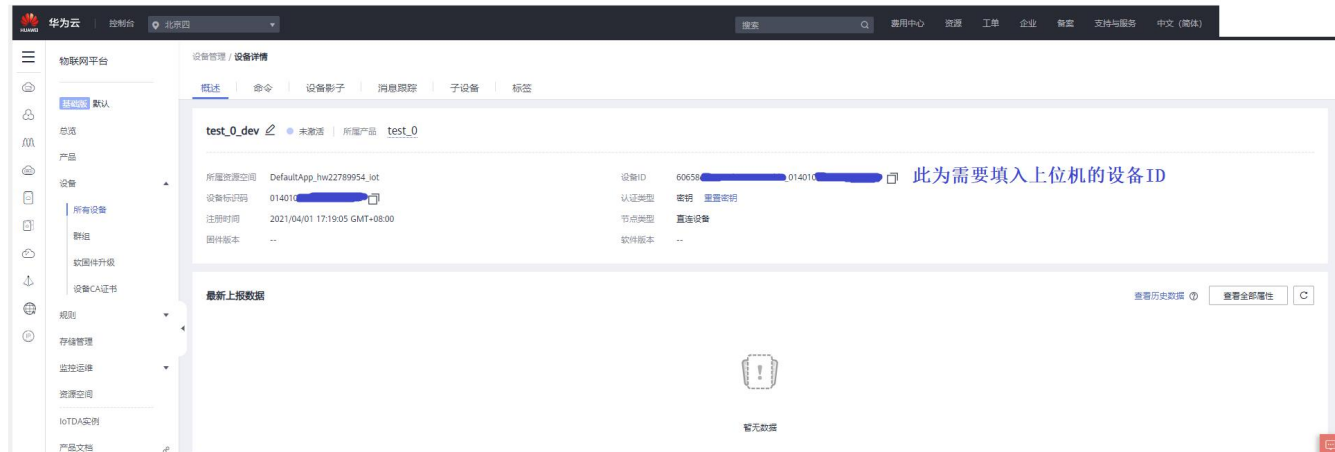 HUAWEI 华为云 控制台 北京四 搜索 费用中心 资源 工单 企业 备案 支持与服务 中文 (简体)
物联网平台
基础版 默认
总览
产品
设备
所有设备
群组
软固件升级
设备CA证书
规则
存储管理
监控运维
资源空间
IoTDA实例
产品文档
设备管理 / 设备详情
概述 命令 设备影子 消息跟踪 子设备 标签
test_0_dev 未激活 所属产品 test_0
所属资源空间 DefaultApp_hw22789954_iot 设备ID 60658 _014010 此为需要填入上位机的设备ID
设备标识码 014010 认证类型 密钥 重置密钥
注册时间 2021/04/01 17:19:05 GMT+08:00 节点类型 直连设备
固件版本 -- 软件版本 --
最新上报数据 查看历史数据 查看全部属性
暂无数据